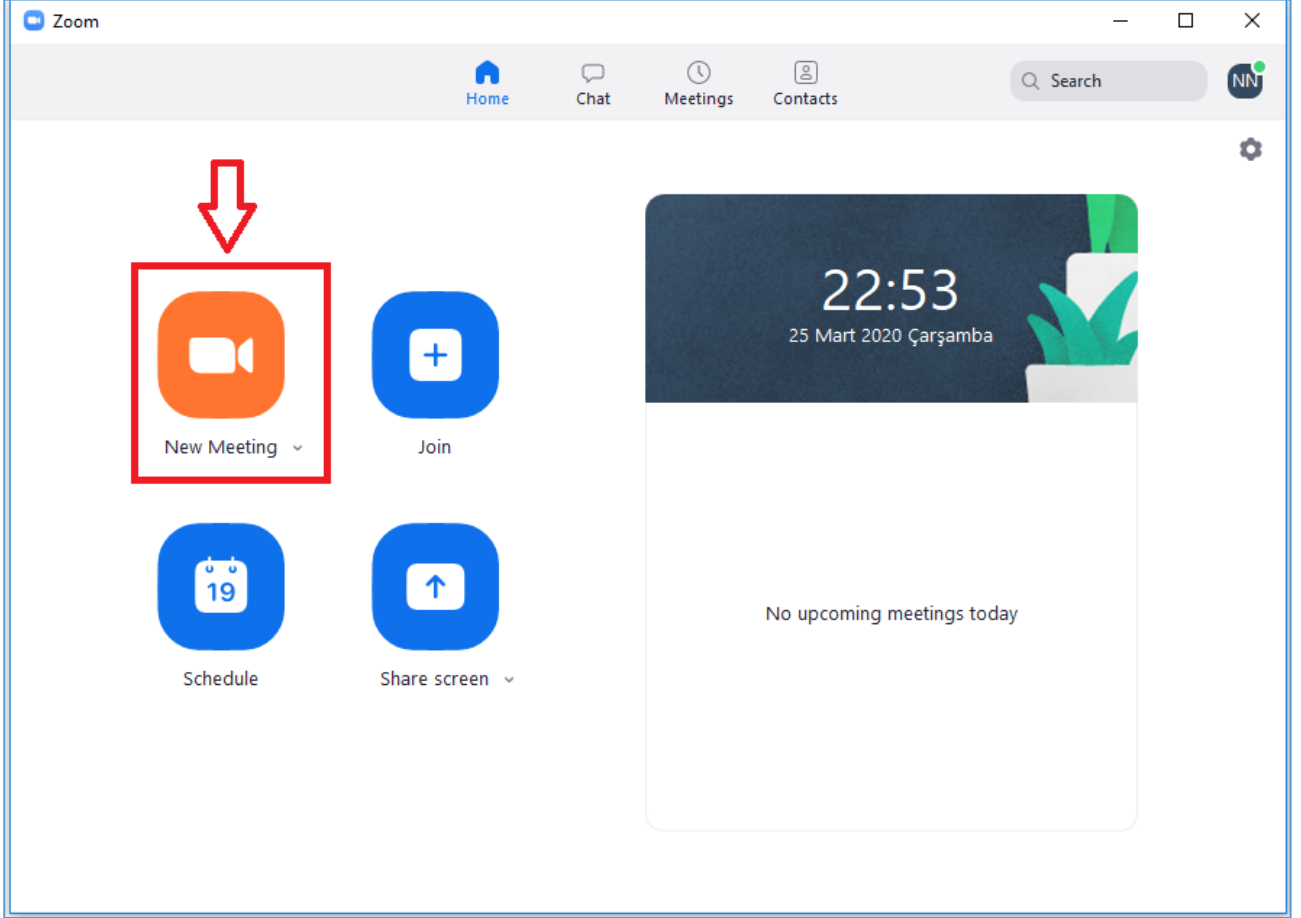 Zoom
Home
Chat
Meetings
Contacts
Search
NN
22:53
25 Mart 2020 Çarşamba
New Meeting
Join
19
Schedule
Share screen
No upcoming meetings today